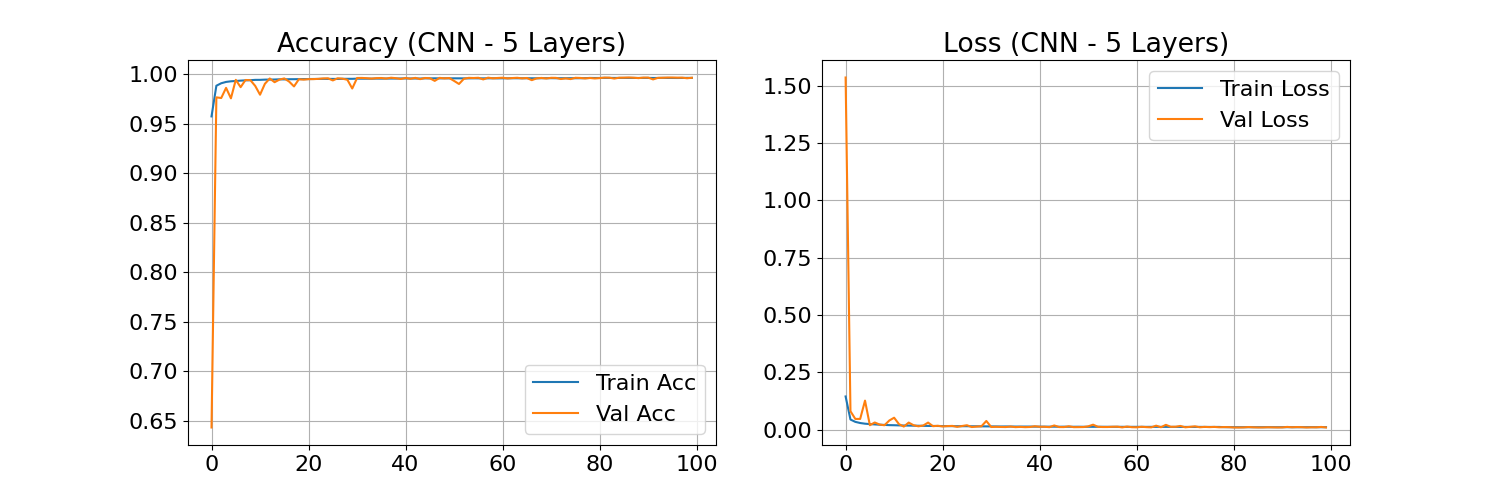 Accuracy (CNN - 5 Layers)
1.00
0.95
0.90
0.85
0.80
0.75
0.70
0.65
0 20 40 60 80 100
Train Acc
Val Acc
Loss (CNN - 5 Layers)
1.50
1.25
1.00
0.75
0.50
0.25
0.00
0 20 40 60 80 100
Train Loss
Val Loss